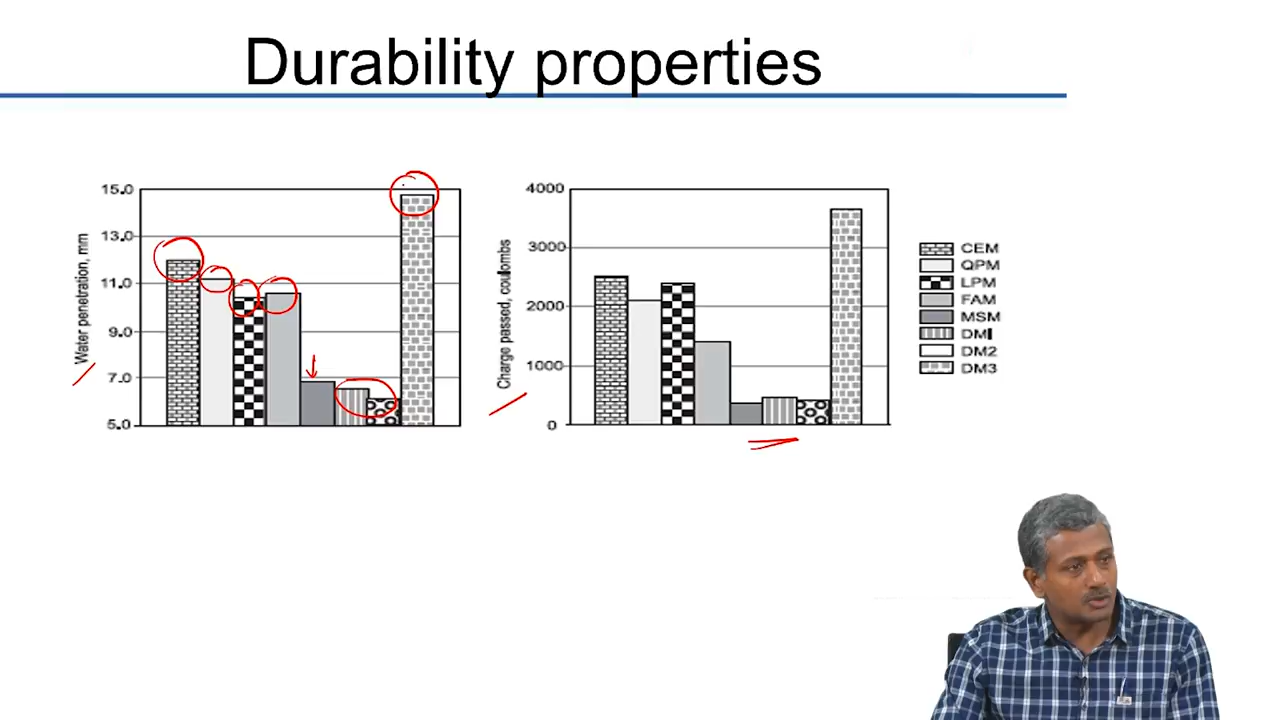 Durability properties
Water penetration, mm
15.0
13.0
11.0
9.0
7.0
5.0
Charge passed, coulombs
4000
3000
2000
1000
0
CEM
QPM
LPM
FAM
MSM
DM1
DM2
DM3